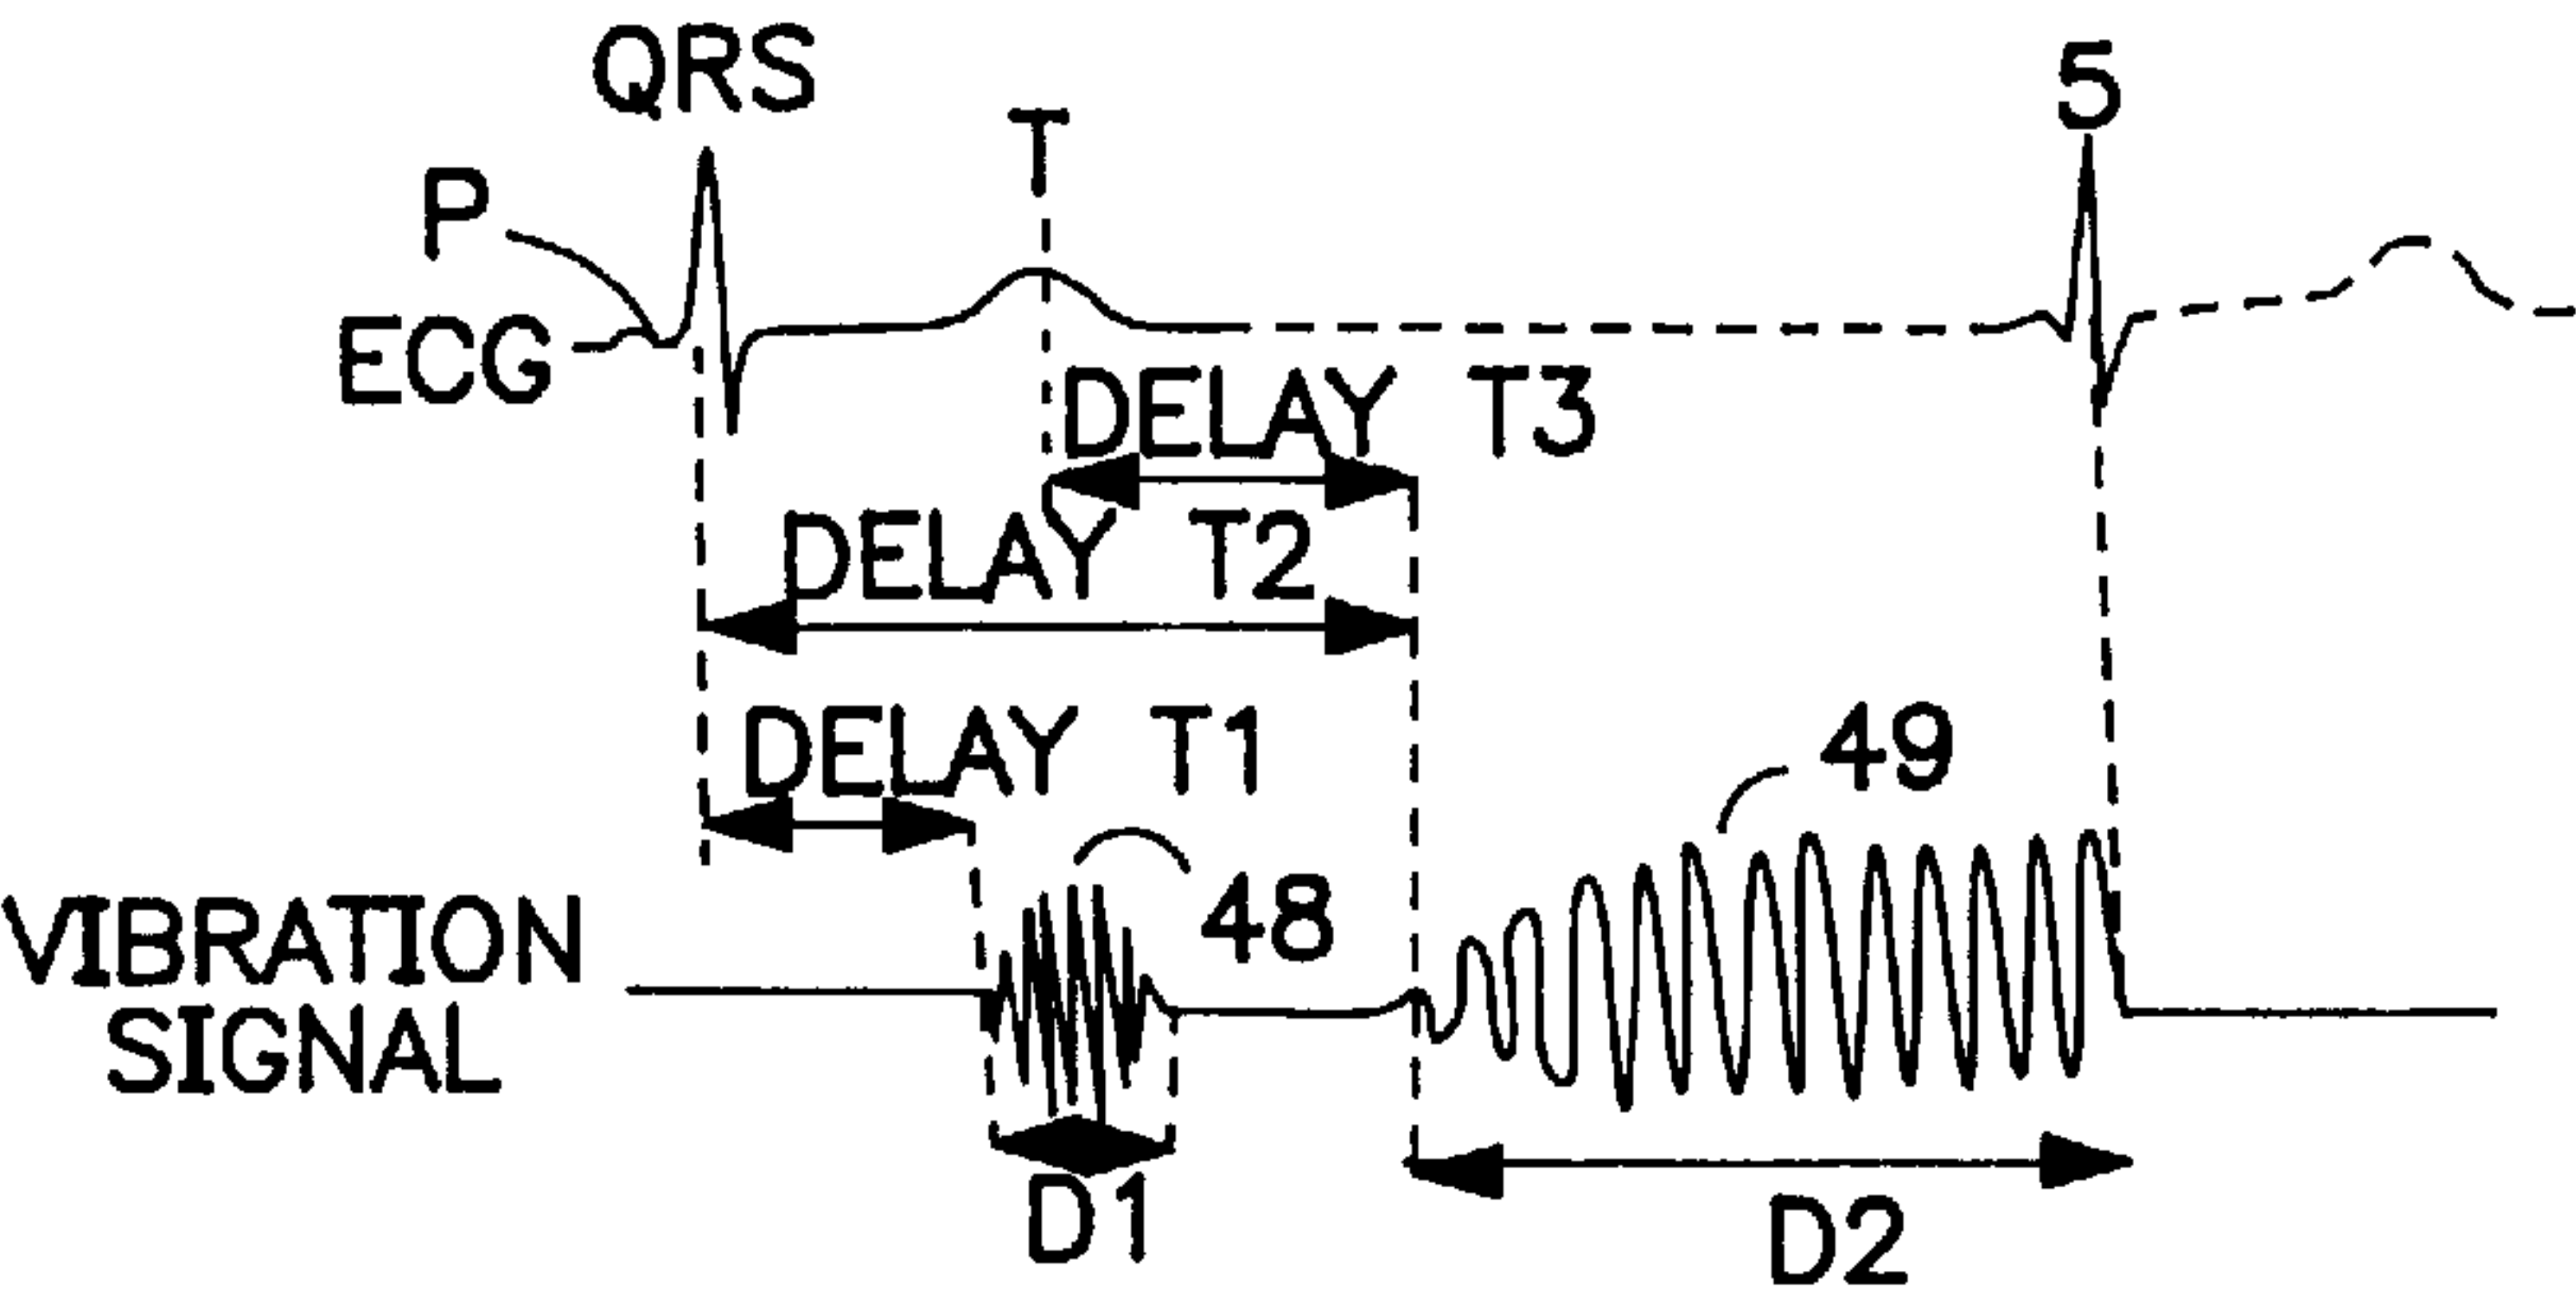 QRS
5
T
P
ECG
DELAY T3
DELAY T2
DELAY T1
49
48
VIBRATION
SIGNAL
D1
D2